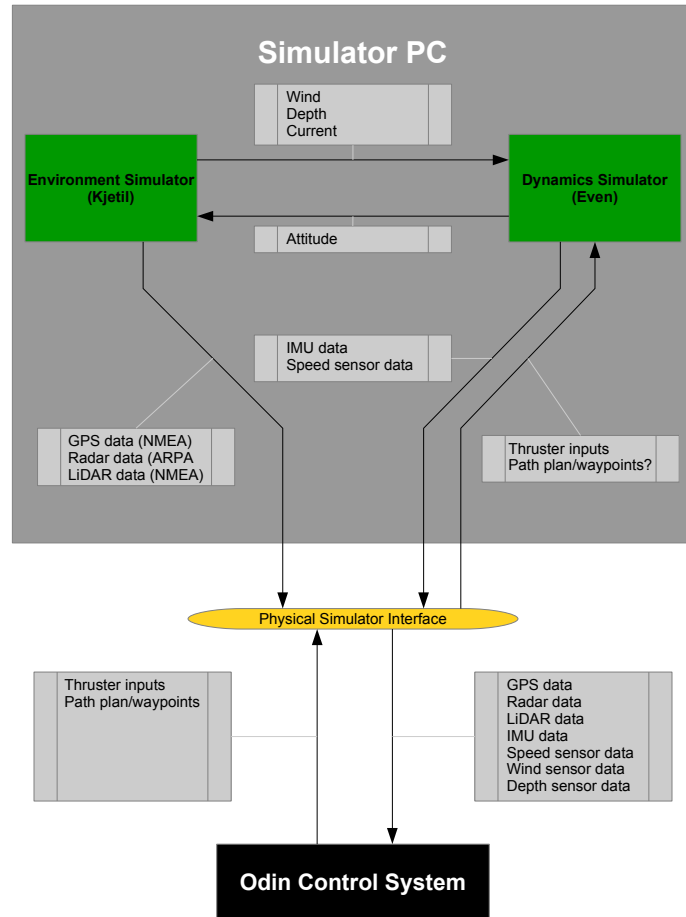 Simulator PC
Wind
Depth
Current
Environment Simulator
(Kjetil)
Dynamics Simulator
(Even)
Attitude
IMU data
Speed sensor data
GPS data (NMEA)
Radar data (ARPA
LiDAR data (NMEA)
Thruster inputs
Path plan/waypoints?
Physical Simulator Interface
Thruster inputs
Path plan/waypoints
GPS data
Radar data
LiDAR data
IMU data
Speed sensor data
Wind sensor data
Depth sensor data
Odin Control System